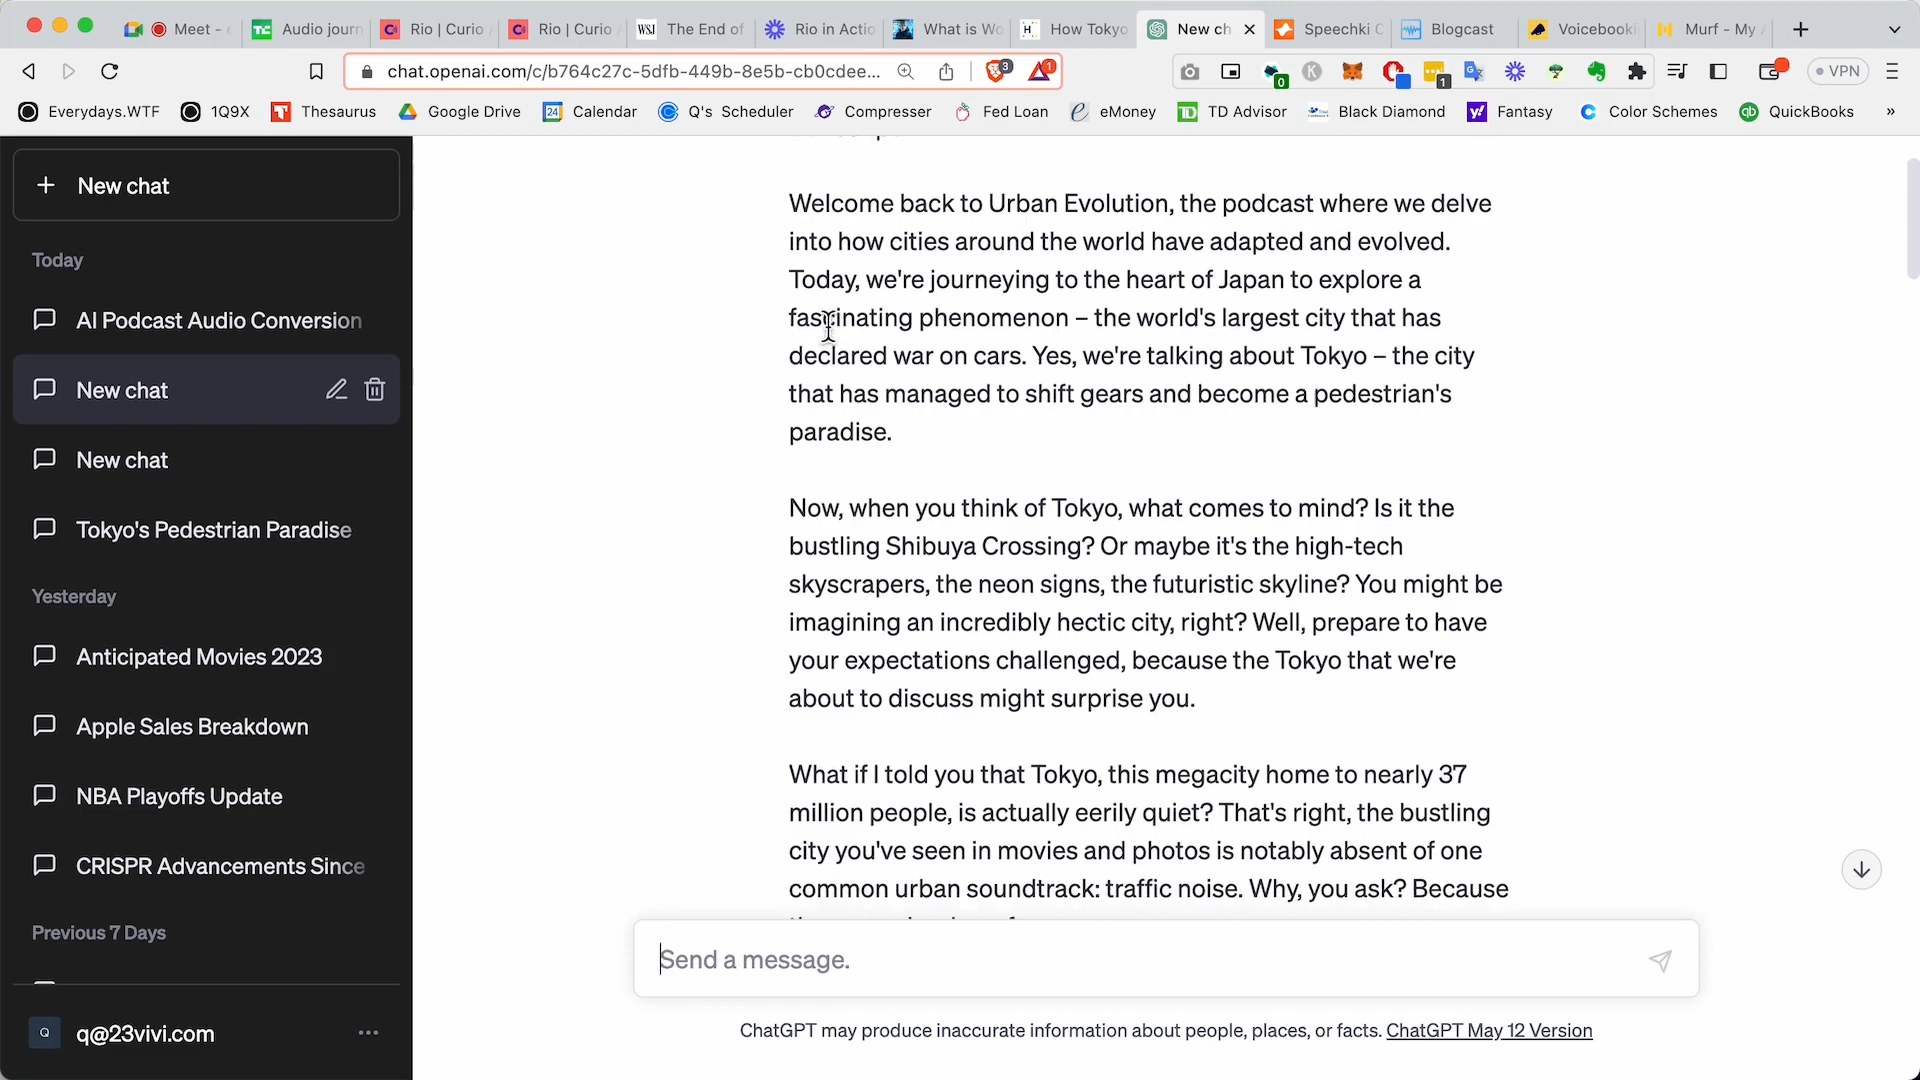 Meet -
Audio journ
Rio | Curio
Rio | Curio
WSJ
The End of
Rio in Actio
What is Wo
How Tokyo
New ch
Speechki
Blogcast
Voicebooki
Murf - My
chat.openai.com/c/b764c27c-5dfb-449b-8e5b-cb0cdee...
3
1
0
1
VPN
Everydays.WTF
1Q9X
Thesaurus
Google Drive
Calendar
Q's Scheduler
Compresser
Fed Loan
eMoney
TD Advisor
Black Diamond
Fantasy
Color Schemes
QuickBooks
»
New chat
Today
AI Podcast Audio Conversion
New chat
New chat
Tokyo's Pedestrian Paradise
Yesterday
Anticipated Movies 2023
Apple Sales Breakdown
NBA Playoffs Update
CRISPR Advancements Since
Previous 7 Days
Q
q@23vivi.com
Welcome back to Urban Evolution, the podcast where we delve
into how cities around the world have adapted and evolved.
Today, we're journeying to the heart of Japan to explore a
fascinating phenomenon – the world's largest city that has
declared war on cars. Yes, we're talking about Tokyo – the city
that has managed to shift gears and become a pedestrian's
paradise.
Now, when you think of Tokyo, what comes to mind? Is it the
bustling Shibuya Crossing? Or maybe it's the high-tech
skyscrapers, the neon signs, the futuristic skyline? You might be
imagining an incredibly hectic city, right? Well, prepare to have
your expectations challenged, because the Tokyo that we're
about to discuss might surprise you.
What if I told you that Tokyo, this megacity home to nearly 37
million people, is actually eerily quiet? That's right, the bustling
city you've seen in movies and photos is notably absent of one
common urban soundtrack: traffic noise. Why, you ask? Because
Send a message.
ChatGPT may produce inaccurate information about people, places, or facts. ChatGPT May 12 Version